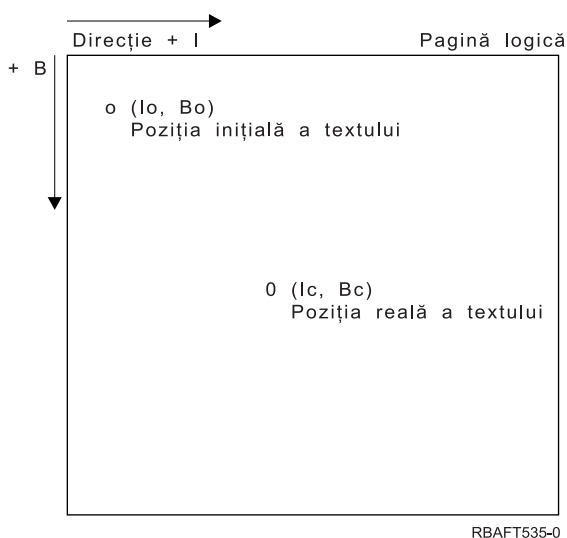 Direcție + I Pagină logică
+ B
o (Io, Bo)
Poziția inițială a textului
0 (Ic, Bc)
Poziția reală a textului
RBAFT535-0